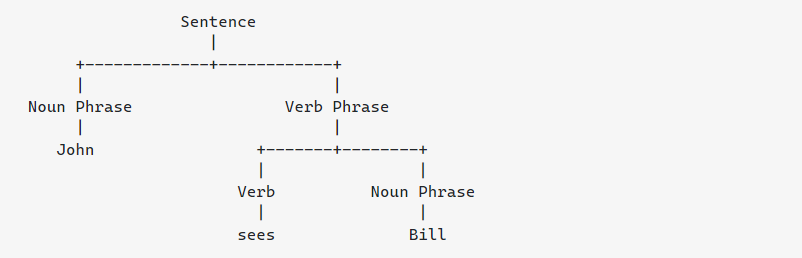 Sentence
|
+-------------+------------+
| |
Noun Phrase Verb Phrase
| |
John +-------+--------+
| |
Verb Noun Phrase
| |
sees Bill